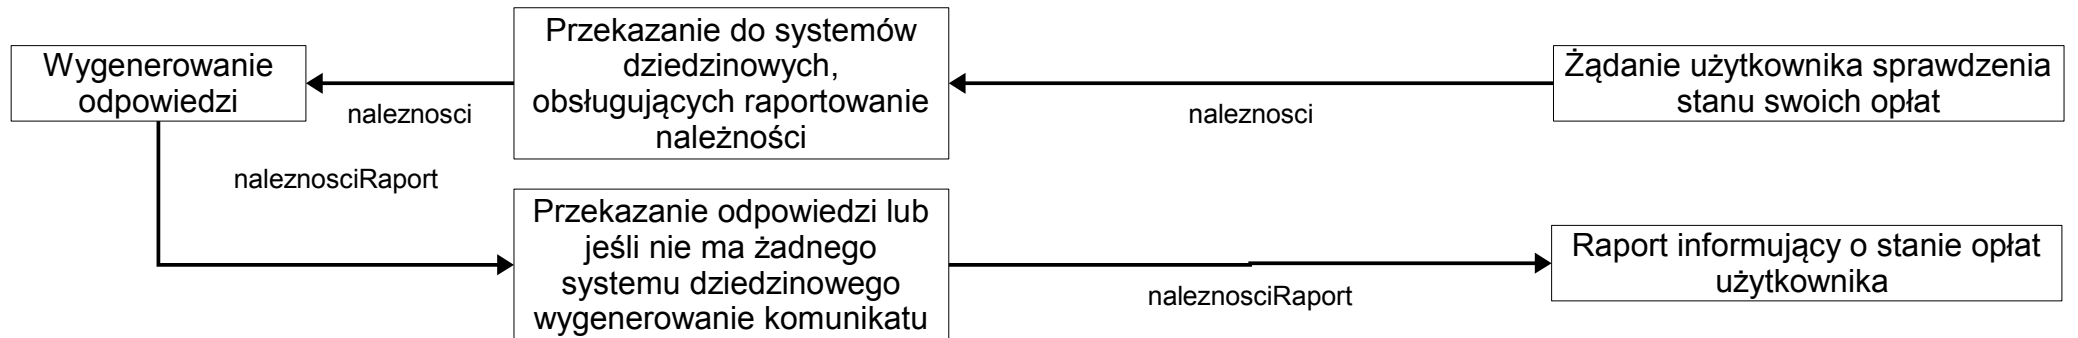 Wygenerowanie
odpowiedzi
naleznosci
Przekazanie do systemów
dziedzinowych,
obsługujących raportowanie
należności
naleznosci
Żądanie użytkownika sprawdzenia
stanu swoich opłat
naleznosciRaport
Przekazanie odpowiedzi lub
jeśli nie ma żadnego
systemu dziedzinowego
wygenerowanie komunikatu
naleznosciRaport
Raport informujący o stanie opłat
użytkownika